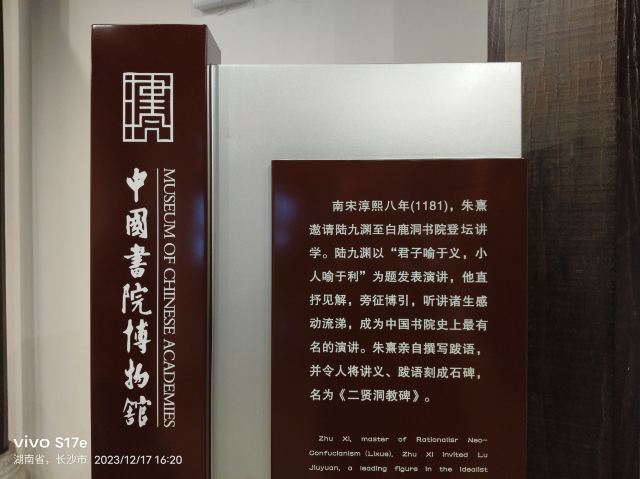 中國書院博物館
MUSEUM OF CHINESE ACADEMIES
南宋淳熙八年(1181)，朱熹
邀请陆九渊至白鹿洞书院登坛讲
学。陆九渊以“君子喻于义，小
人喻于利”为题发表演讲，他直
抒见解，旁征博引，听讲诸生感
动流涕，成为中国书院史上最有
名的演讲。朱熹亲自撰写跋语，
并令人将讲义、跋语刻成石碑，
名为《二贤洞教碑》。
Zhu Xi, master of Rationalisr Neo-
Confucianism (Lixue), Zhu Xi invited Lu
Jiuyuan, a leading figure in the Idealist
vivo S17e
湖南省，长沙市 2023/12/17 16:20